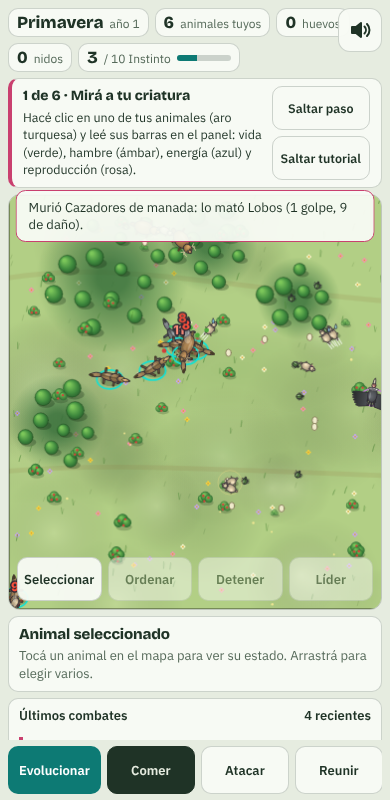 Primavera año 1
6 animales tuyos
0 huevos
0 nidos
3 / 10 Instinto
1 de 6 · Mirá a tu criatura
Hacé clic en uno de tus animales (aro
turquesa) y leé sus barras en el panel: vida
(verde), hambre (ámbar), energía (azul) y
reproducción (rosa).
Saltar paso
Saltar tutorial
Murió Cazadores de manada: lo mató Lobos (1 golpe, 9
de daño).
Seleccionar
Ordenar
Detener
Líder
Animal seleccionado
Tocá un animal en el mapa para ver su estado. Arrastrá para
elegir varios.
Últimos combates
4 recientes
Evolucionar
Comer
Atacar
Reunir